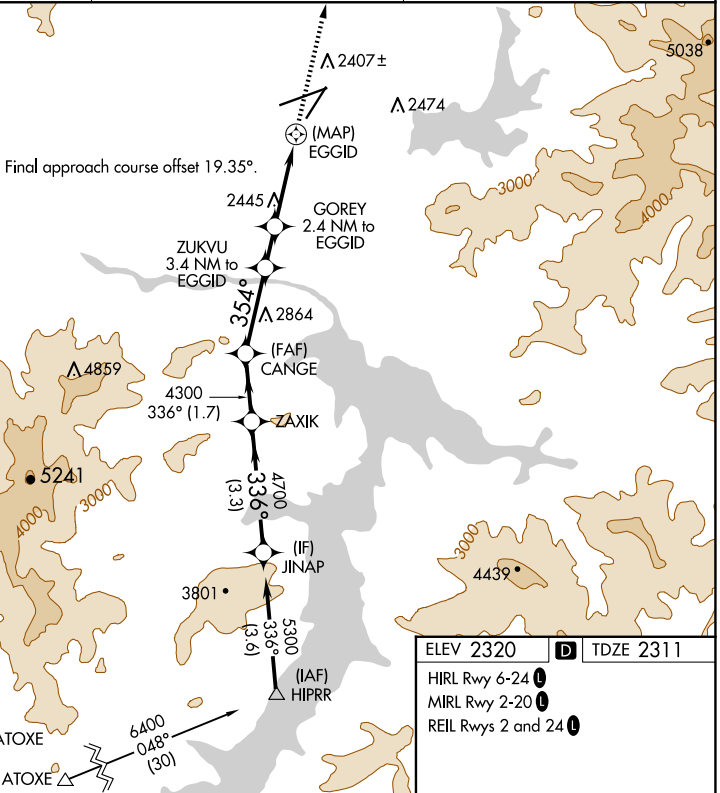 2407±
5038
2474
(MAP)
EGGID
Final approach course offset 19.35°.
3000
4000
2445
GOREY
2.4 NM to
EGGID
ZUKVU
3.4 NM to
EGGID
354°
2864
(FAF)
CANGE
4859
4300
336° (1.7)
ZAXIK
5241
4000
3000
4700
336°
(3.3)
3000
4439
(IF)
JINAP
3801
5300
336°
(3.6)
(IAF)
HIPRR
6400
048°
(30)
ATOXE
ATOXE
ELEV 2320 D TDZE 2311
HIRL Rwy 6-24 L
MIRL Rwy 2-20 L
REIL Rwys 2 and 24 L